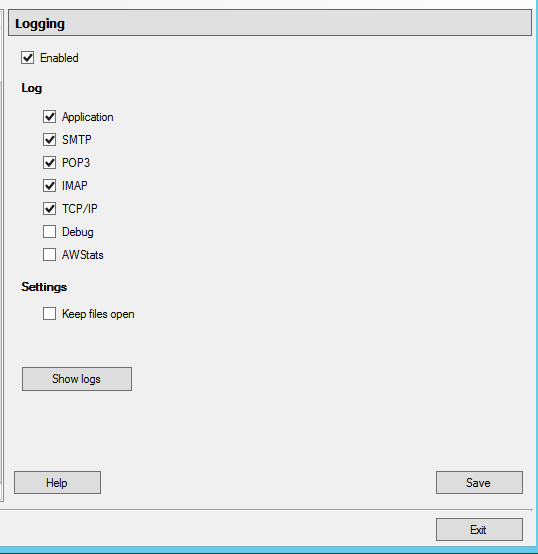 Logging
Enabled
Log
Application
SMTP
POP3
IMAP
TCP/IP
Debug
AWStats
Settings
Keep files open
Show logs
Help
Save
Exit